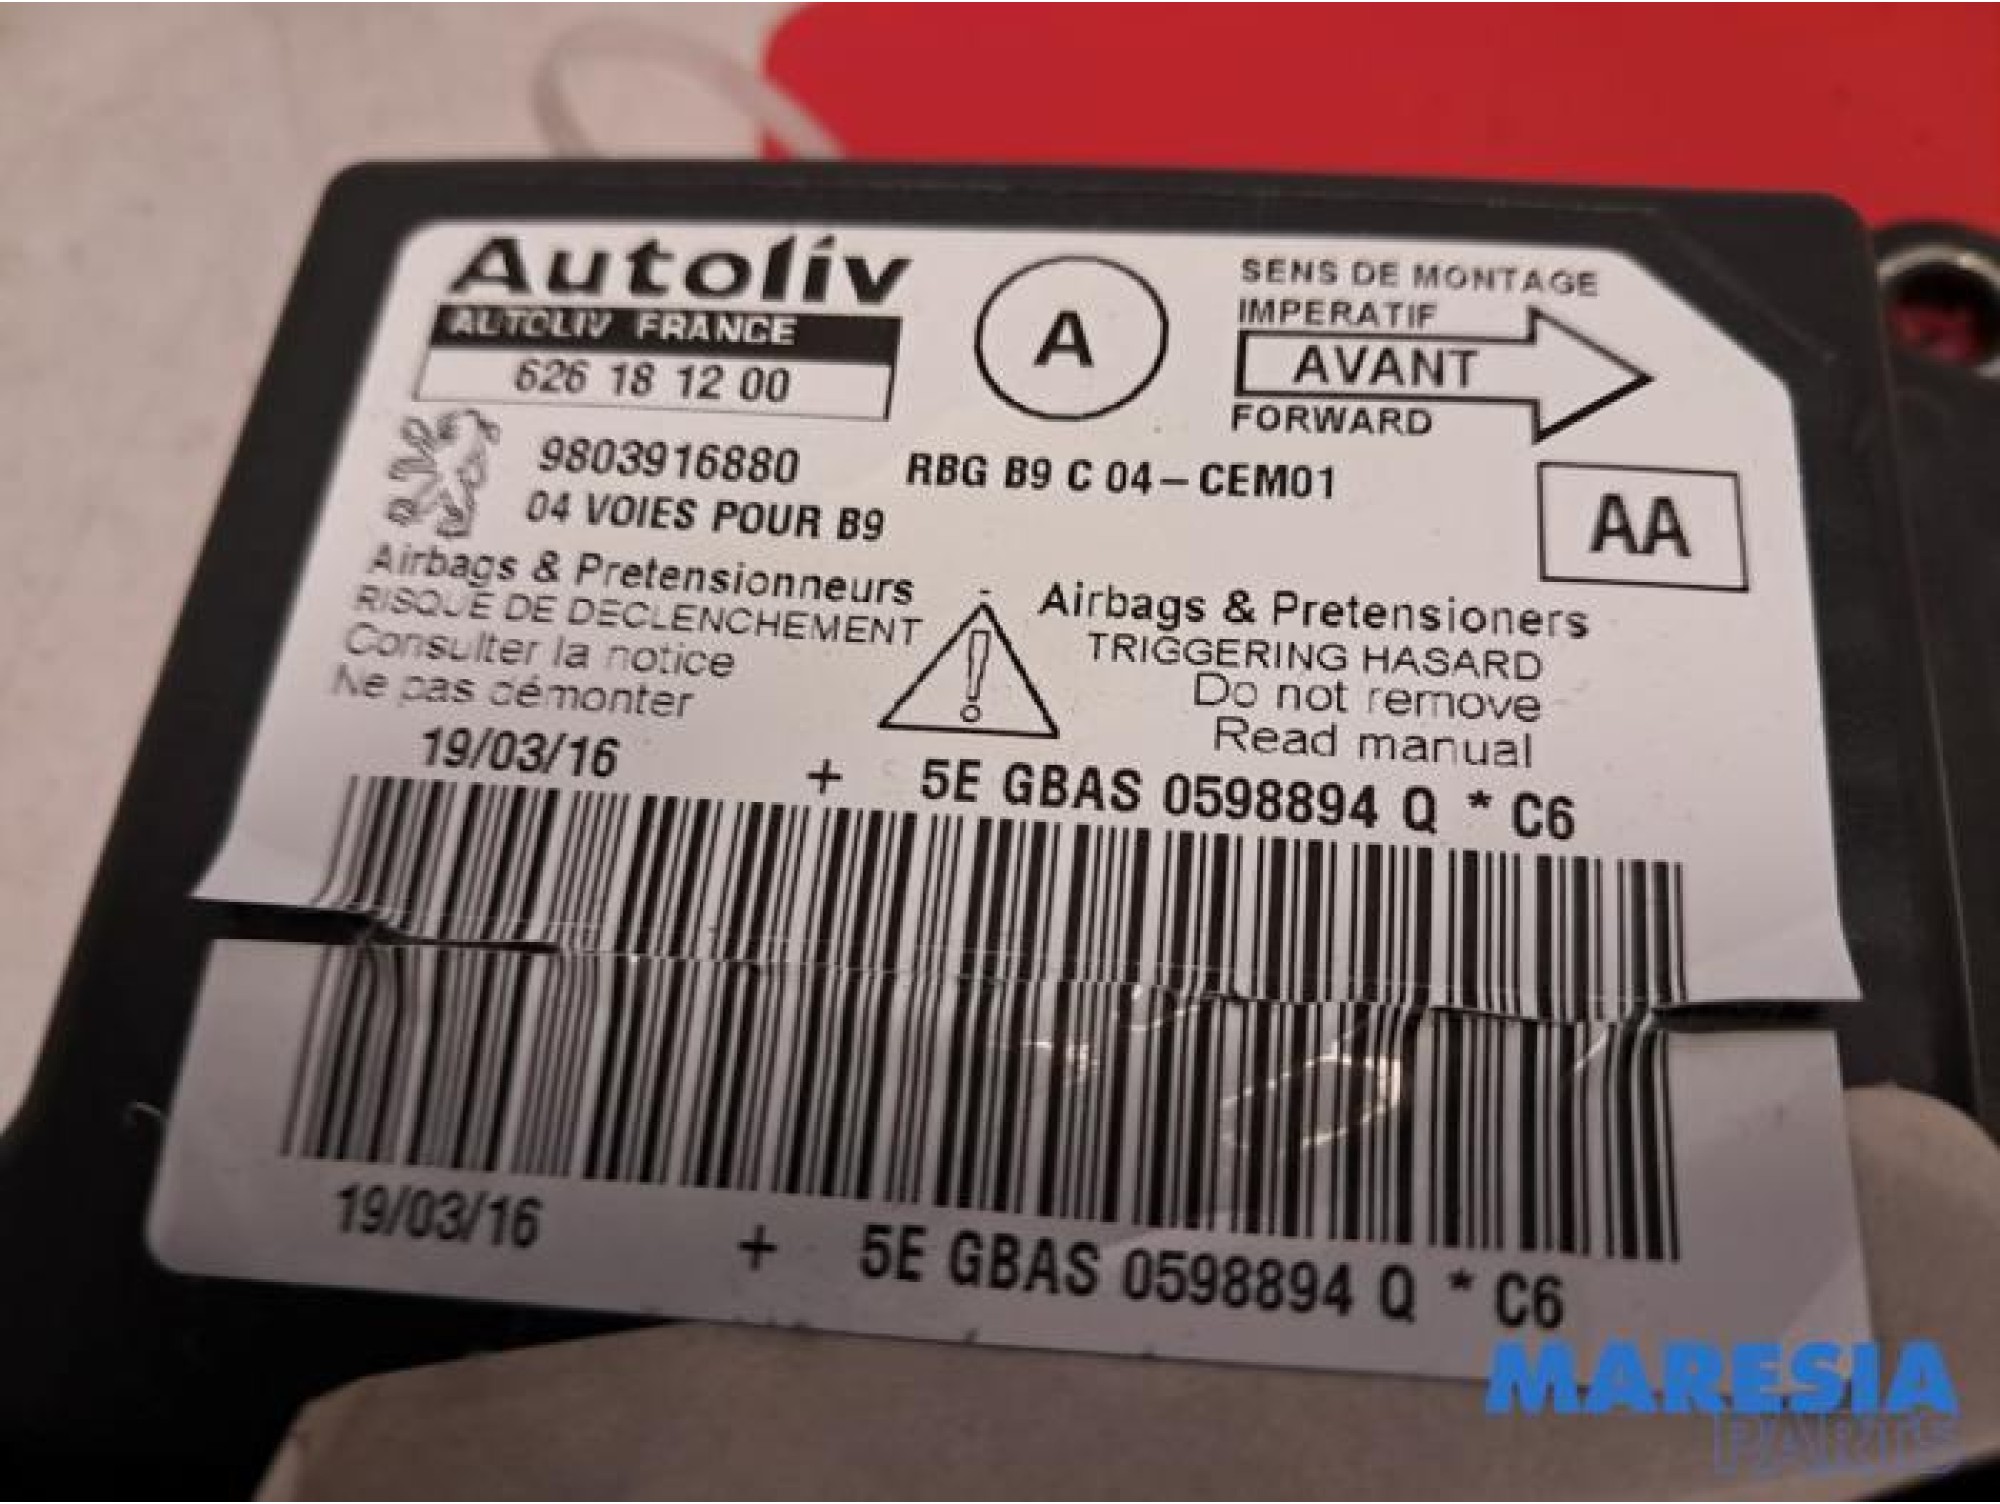 Autoliv
AUTOLIV FRANCE
626 18 12 00
A
SENS DE MONTAGE
IMPERATIF
AVANT
FORWARD
9803916880
RBG B9 C 04-CEM01
04 VOIES POUR B9
AA
Airbags & Pretensionneurs
RISQUE DE DECLENCHEMENT
Consulter la notice
Ne pas démonter
!
Airbags & Pretensioners
TRIGGERING HASARD
Do not remove
Read manual
19/03/16 + 5E GBAS 0598894 Q * C6
19/03/16 + 5E GBAS 0598894 Q * C6
MARESIA
PARTS